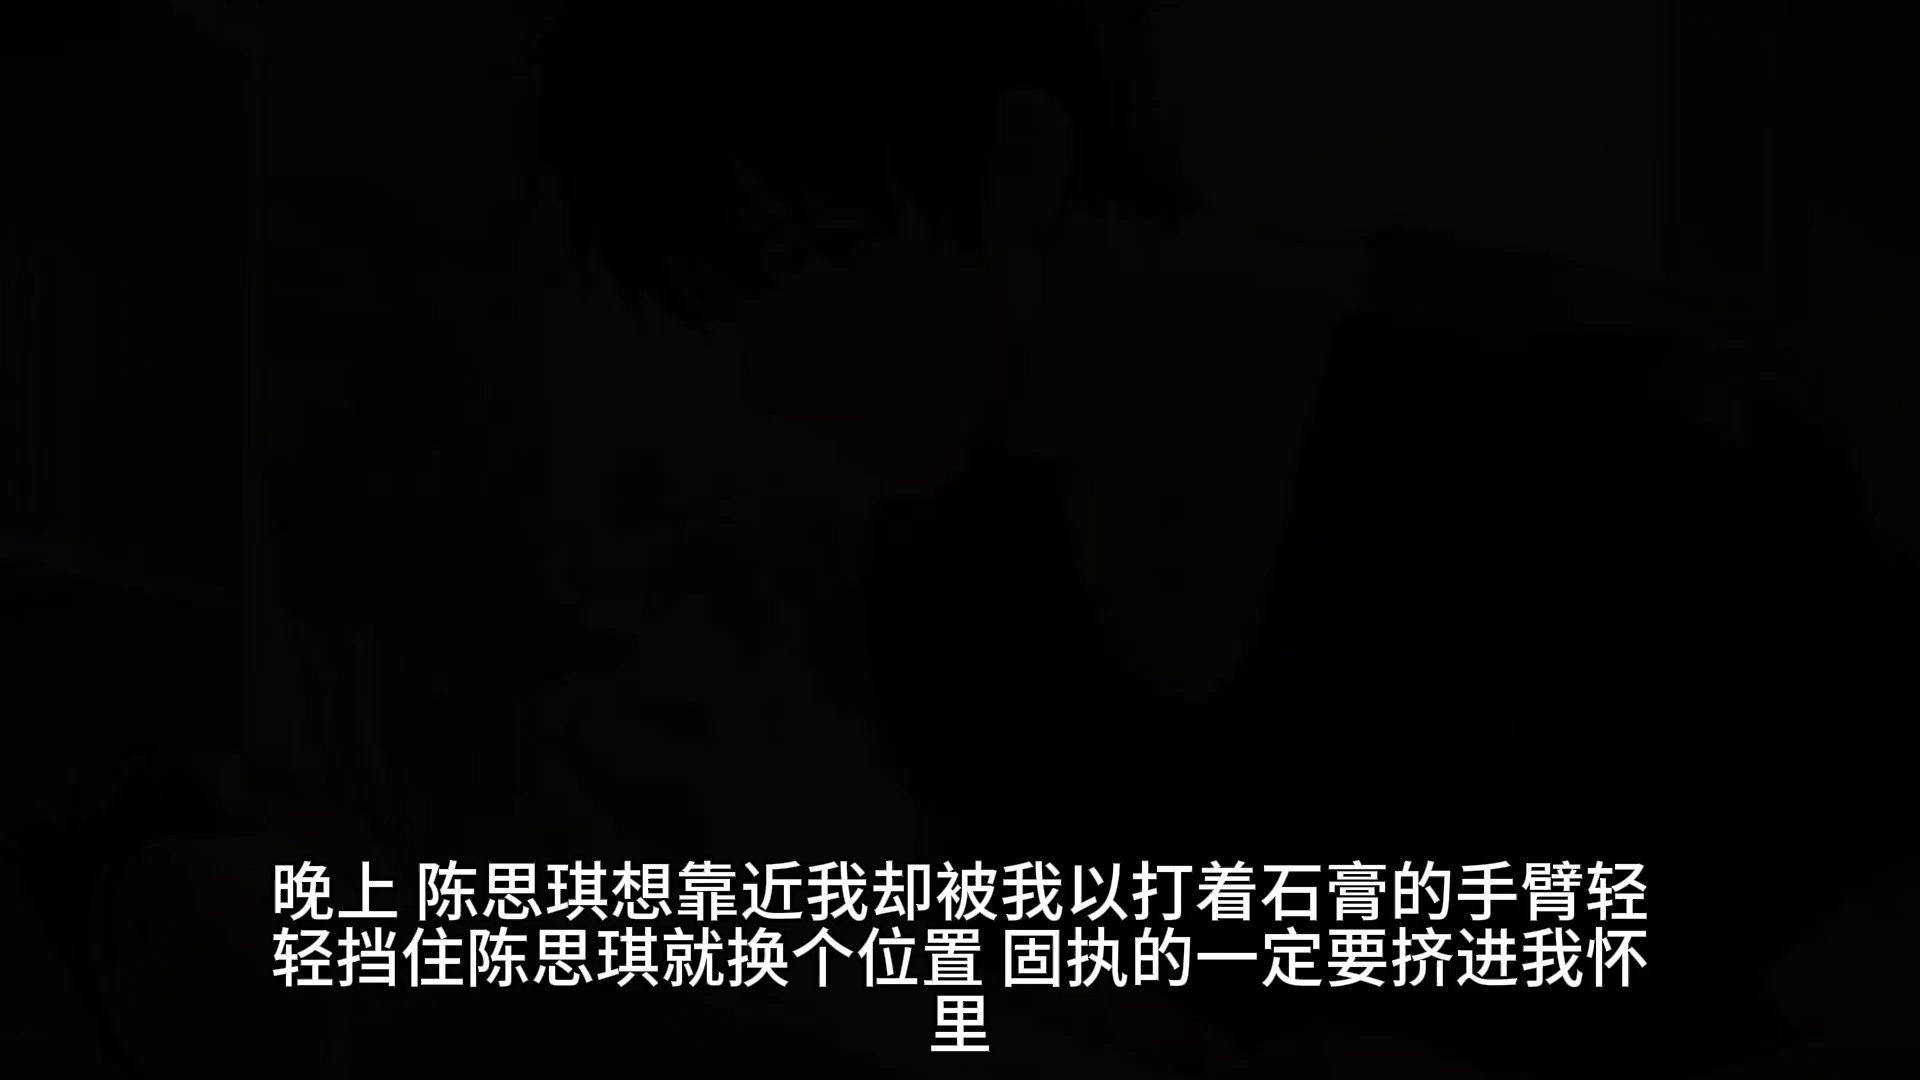 晚上 陈思琪想靠近我却被我以打着石膏的手臂轻
轻挡住陈思琪就换个位置 固执的一定要挤进我怀
里